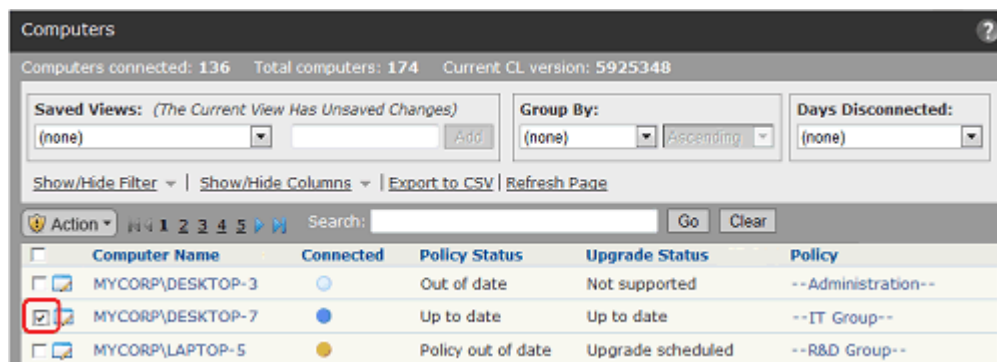 Computers ?
Computers connected: 136 Total computers: 174 Current CL version: 5925348
Saved Views: (The Current View Has Unsaved Changes) Group By: Days Disconnected:
(none) Add (none) Ascending (none)
Show/Hide Filter | Show/Hide Columns | Export to CSV | Refresh Page
Action 1 2 3 4 5 Search: Go Clear
Computer Name Connected Policy Status Upgrade Status Policy
MYCORP\DESKTOP-3 Out of date Not supported --Administration--
MYCORP\DESKTOP-7 Up to date Up to date --IT Group--
MYCORP\LAPTOP-5 Policy out of date Upgrade scheduled --R&D Group--